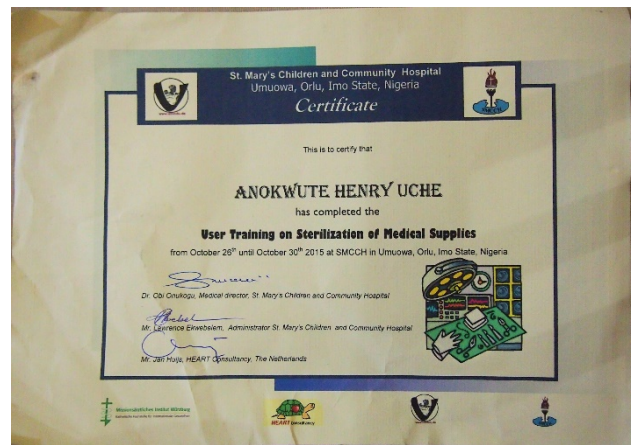 St. Mary's Children and Community Hospital
Umuowa, Orlu, Imo State, Nigeria
Certificate
SMCCH
This is to certify that
ANOKWUTE HENRY UCHE
has completed the
User Training on Sterilization of Medical Supplies
from October 26th until October 30th 2015 at SMCCH in Umuowa, Orlu, Imo State, Nigeria
Dr. Obi Onukogu, Medical director, St. Mary's Children and Community Hospital
Mr. Lawrence Ekwebelem, Administrator St. Mary's Children and Community Hospital
Mr. Jan Huijs, HEART Consultancy, The Netherlands
Missionsärztliches Institut Würzburg
HEART Consultancy